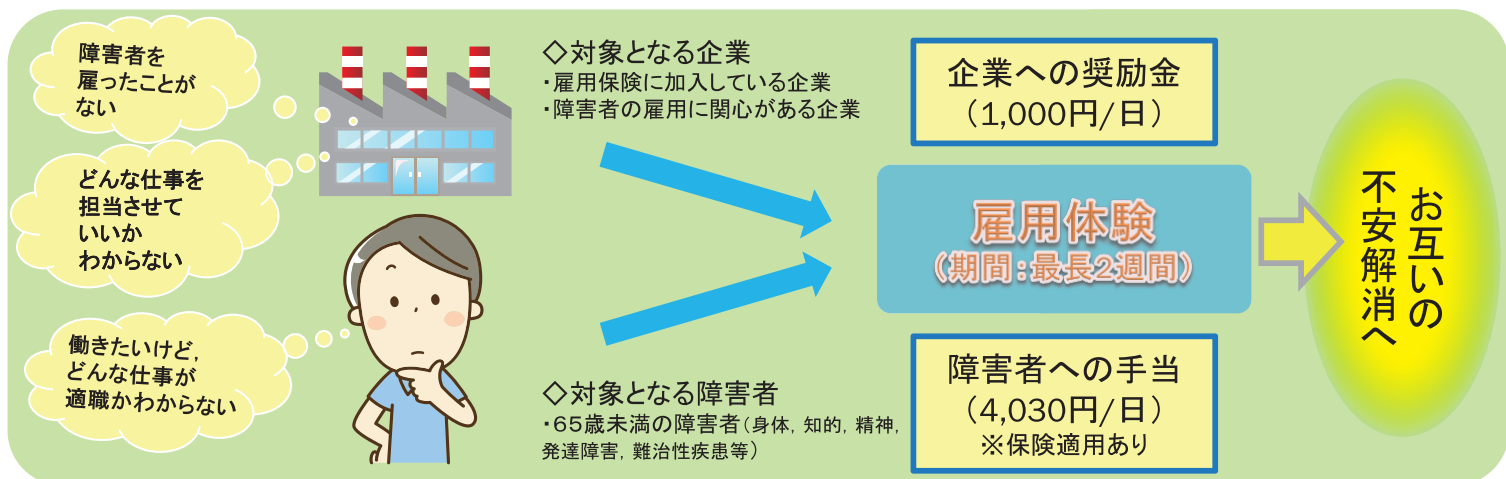 障害者を
雇ったことが
ない
どんな仕事を
担当させて
いいか
わからない
働きたいけど,
どんな仕事が
適職かわからない
◇対象となる企業
・雇用保険に加入している企業
・障害者の雇用に関心がある企業
◇対象となる障害者
・65歳未満の障害者(身体, 知的, 精神,
発達障害, 難治性疾患等)
企業への奨励金
(1,000円/日)
雇用体験
(期間:最長2週間)
障害者への手当
(4,030円/日)
※保険適用あり
お互いの
不安解消へ